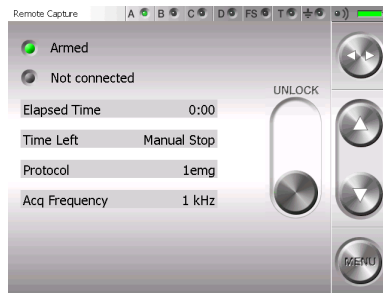 Remote Capture A B C D FS T
Armed
Not connected
UNLOCK
Elapsed Time 0:00
Time Left Manual Stop
Protocol 1emg
Acq Frequency 1 kHz
MENU